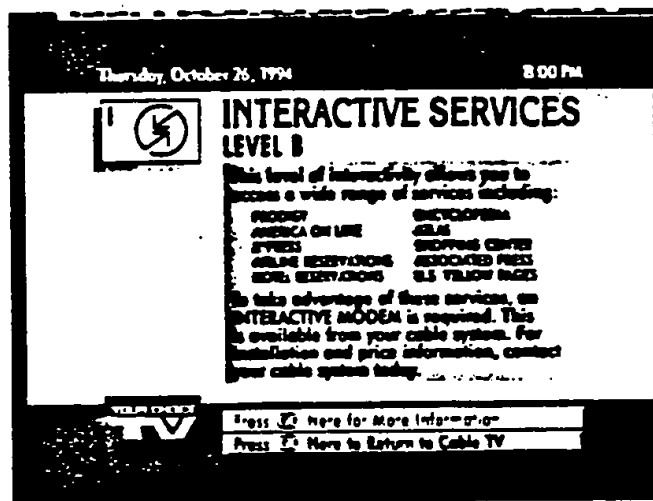 Thursday, October 26, 1994 8:00 PM
INTERACTIVE SERVICES
LEVEL B
This level of interactivity allows you to
access a wide range of services including:
PRODIGY ENCYCLOPEDIA
AMERICA ON LINE ATLAS
X*PRESS SHOPPING CENTER
AIRLINE RESERVATIONS ASSOCIATED PRESS
HOTEL RESERVATIONS U.S. YELLOW PAGES
To take advantage of these services, an
INTERACTIVE MODEM is required. This
is available from your cable system. For
installation and price information, contact
your cable system today.
YOUR CHOICE
TV
Press Here for More Information
Press Here to Return to Cable TV